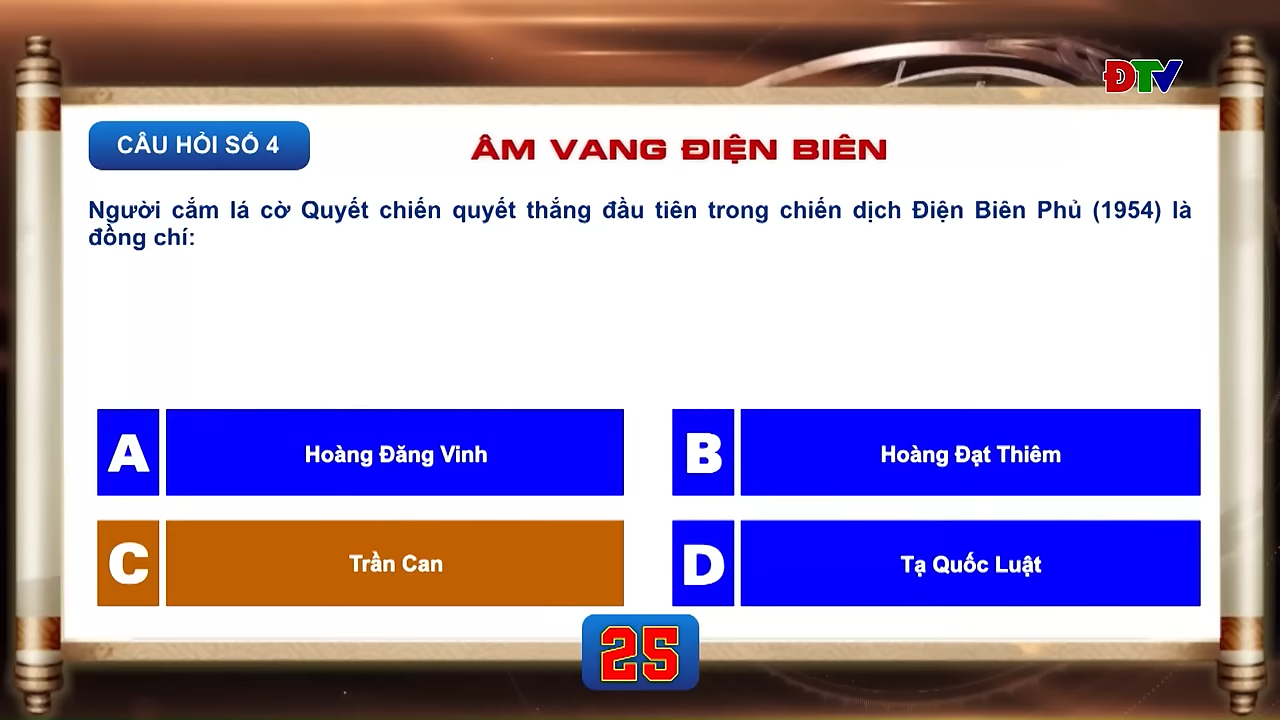 ĐTV
CÂU HỎI SỐ 4
ÂM VANG ĐIỆN BIÊN
Người cắm lá cờ Quyết chiến quyết thắng đầu tiên trong chiến dịch Điện Biên Phủ (1954) là
đồng chí:
A
Hoàng Đăng Vinh
B
Hoàng Đạt Thiêm
C
Trần Can
D
Tạ Quốc Luật
25